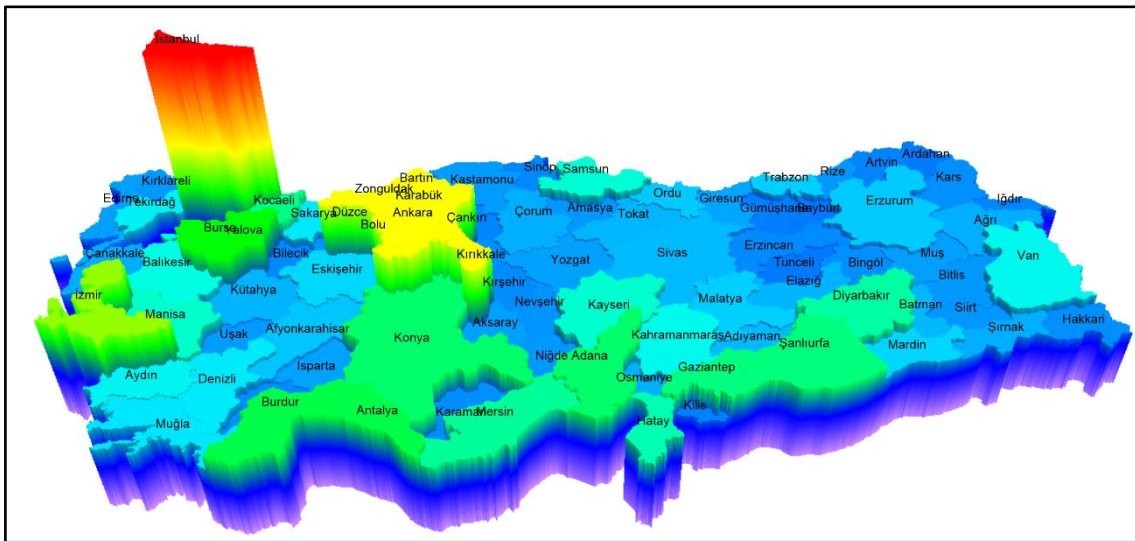 İstanbul
Kırklareli
Edirne
Tekirdağ
Kocaeli
Sakarya
Düzce
Zonguldak
Bartın
Karabük
Kastamonu
Sinop
Samsun
Ordu
Giresun
Trabzon
Rize
Artvin
Ardahan
Kars
Iğdır
Ağrı
Erzurum
Bayburt
Gümüşhane
Tokat
Amasya
Çorum
Çankırı
Ankara
Bolu
Yalova
Bursa
Çanakkale
Balıkesir
Bilecik
Eskişehir
Kütahya
Kırıkkale
Kırşehir
Yozgat
Sivas
Erzincan
Tunceli
Bingöl
Muş
Bitlis
Van
Hakkari
Şırnak
Siirt
Batman
Diyarbakır
Elazığ
Malatya
Kayseri
Nevşehir
Aksaray
Konya
Afyonkarahisar
Uşak
Manisa
İzmir
Aydın
Denizli
Isparta
Burdur
Muğla
Antalya
Karaman
Mersin
Niğde
Adana
Kahramanmaraş
Adıyaman
Şanlıurfa
Mardin
Gaziantep
Osmaniye
Kilis
Hatay